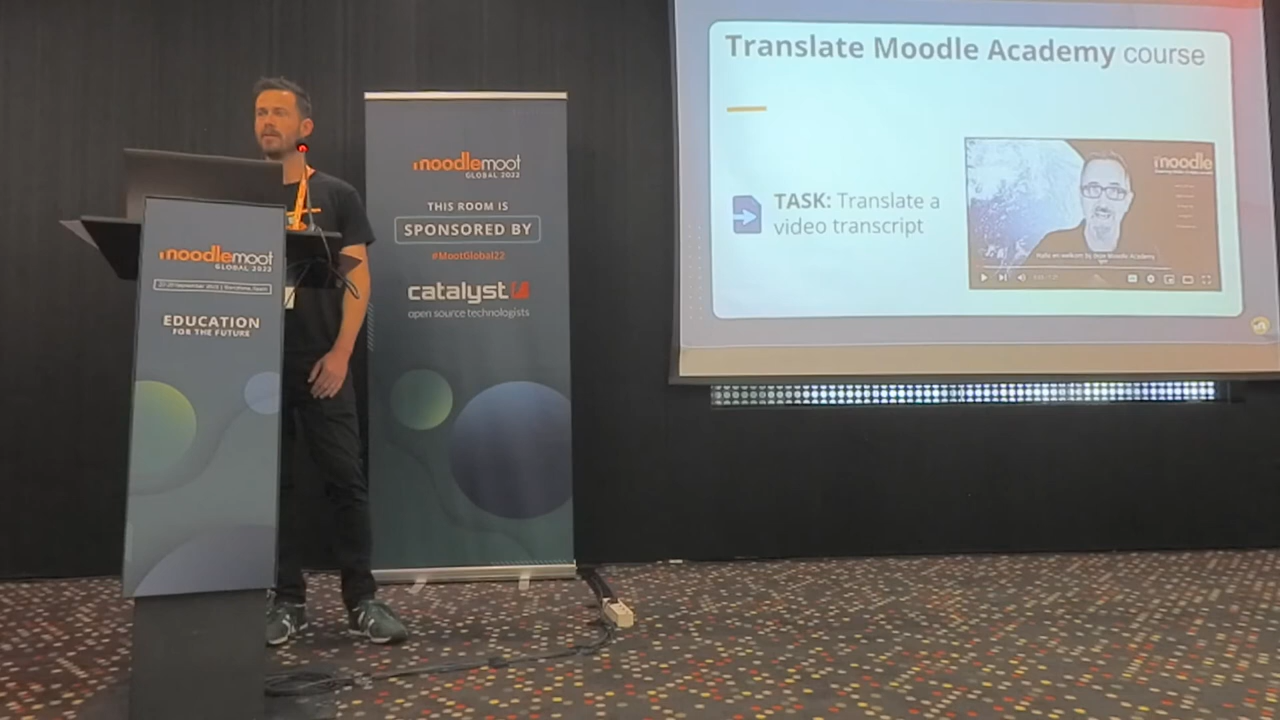 Translate Moodle Academy course
TASK: Translate a
video transcript
moodle
moodlemoot
GLOBAL 2022
THIS ROOM IS
SPONSORED BY
#MootGlobal22
catalyst
open source technologists
moodlemoot
GLOBAL 2022
EDUCATION
FOR THE FUTURE